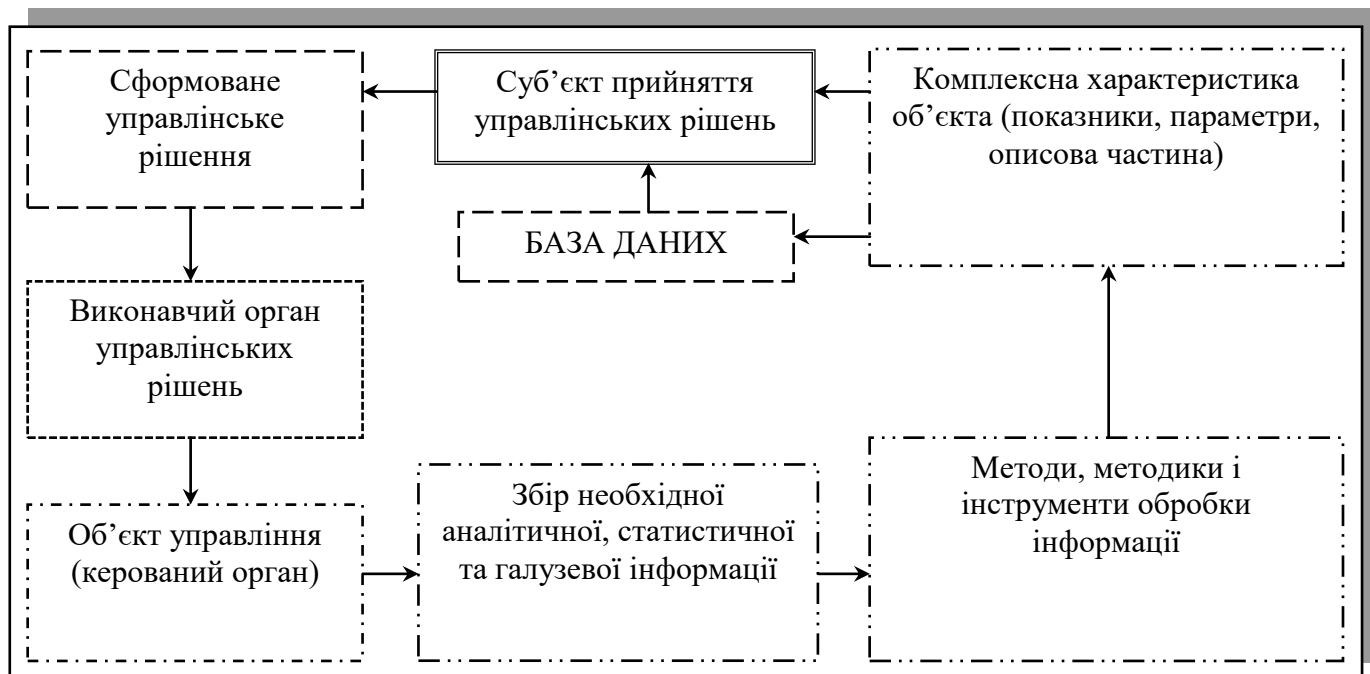 Сформоване
управлінське
рішення
Суб’єкт прийняття
управлінських рішень
Комплексна характеристика
об’єкта (показники, параметри,
описова частина)
БАЗА ДАНИХ
Виконавчий орган
управлінських
рішень
Об’єкт управління
(керований орган)
Збір необхідної
аналітичної, статистичної
та галузевої інформації
Методи, методики і
інструменти обробки
інформації